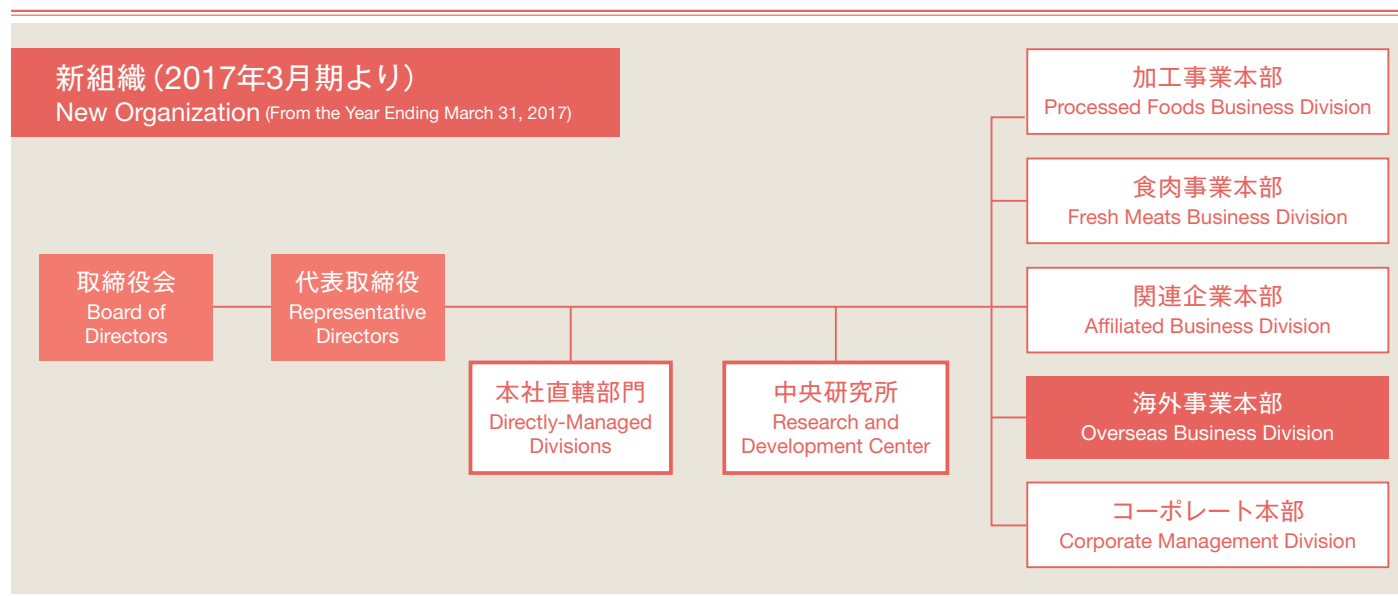 新組織（2017年3月期より）
New Organization (From the Year Ending March 31, 2017)
取締役会
Board of
Directors
代表取締役
Representative
Directors
本社直轄部門
Directly-Managed
Divisions
中央研究所
Research and
Development Center
加工事業本部
Processed Foods Business Division
食肉事業本部
Fresh Meats Business Division
関連企業本部
Affiliated Business Division
海外事業本部
Overseas Business Division
コーポレート本部
Corporate Management Division